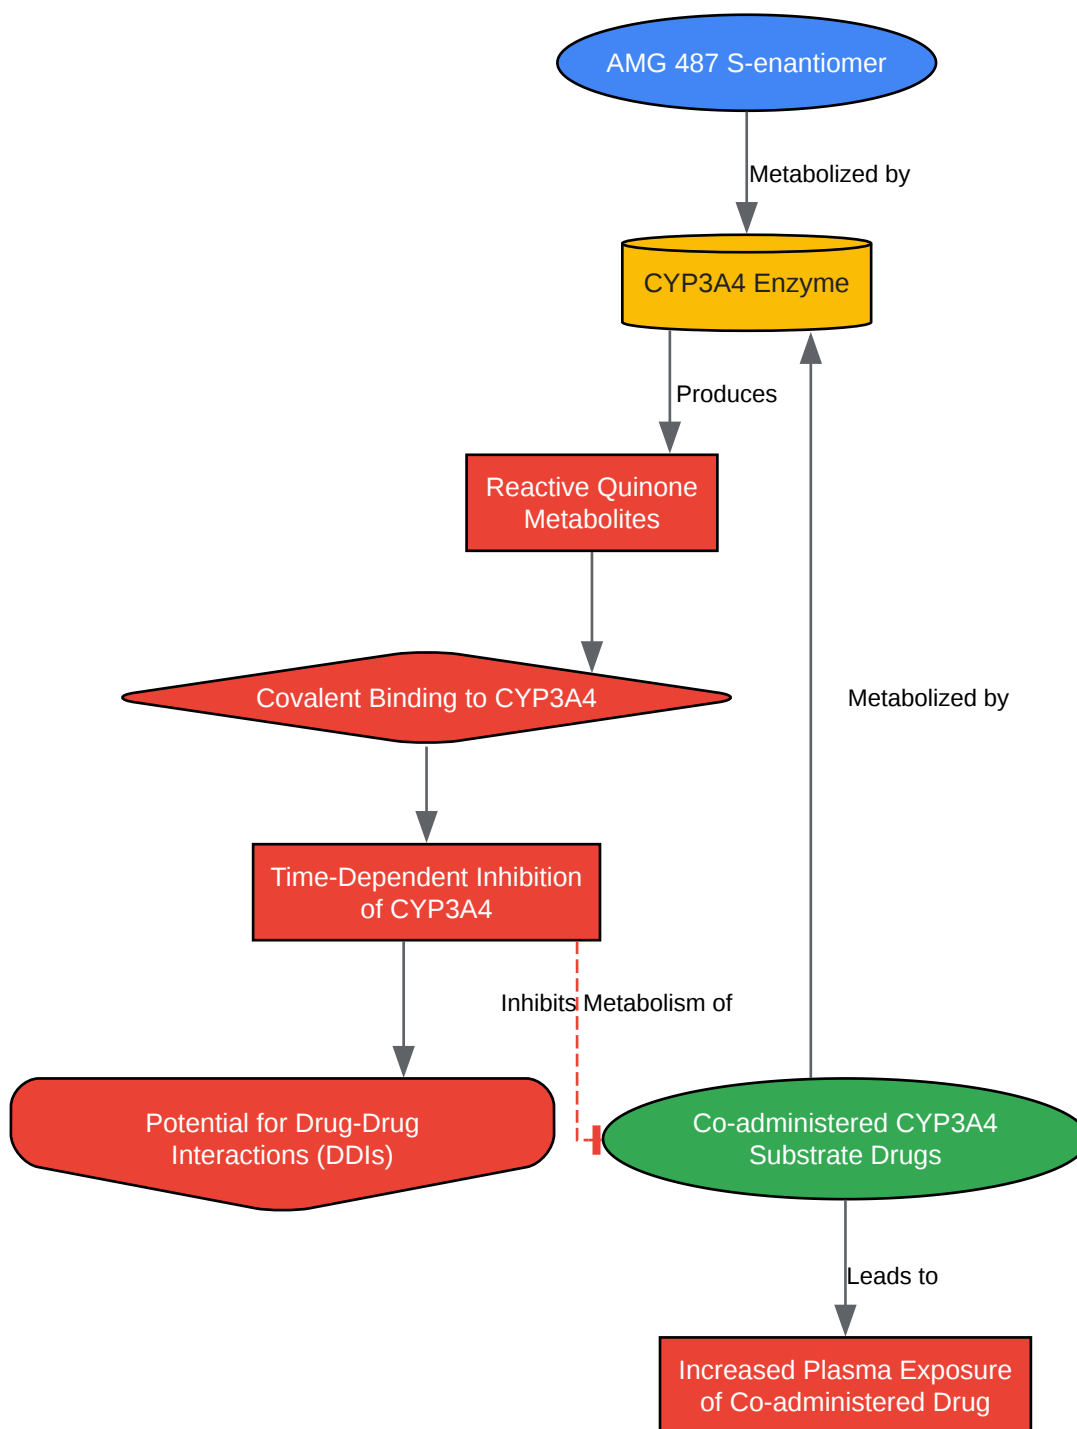 AMG 487 S-enantiomer
Metabolized by
CYP3A4 Enzyme
Produces
Reactive Quinone
Metabolites
Covalent Binding to CYP3A4
Metabolized by
Time-Dependent Inhibition
of CYP3A4
Inhibits Metabolism of
Potential for Drug-Drug
Interactions (DDIs)
Co-administered CYP3A4
Substrate Drugs
Leads to
Increased Plasma Exposure
of Co-administered Drug